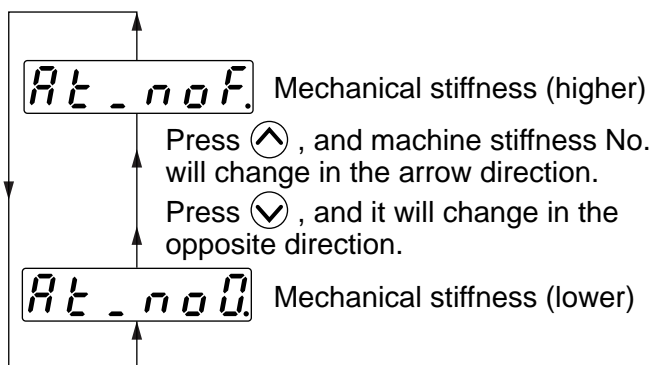 At_noF. Mechanical stiffness (higher)
Press , and machine stiffness No.
will change in the arrow direction.
Press , and it will change in the
opposite direction.
At_no0. Mechanical stiffness (lower)